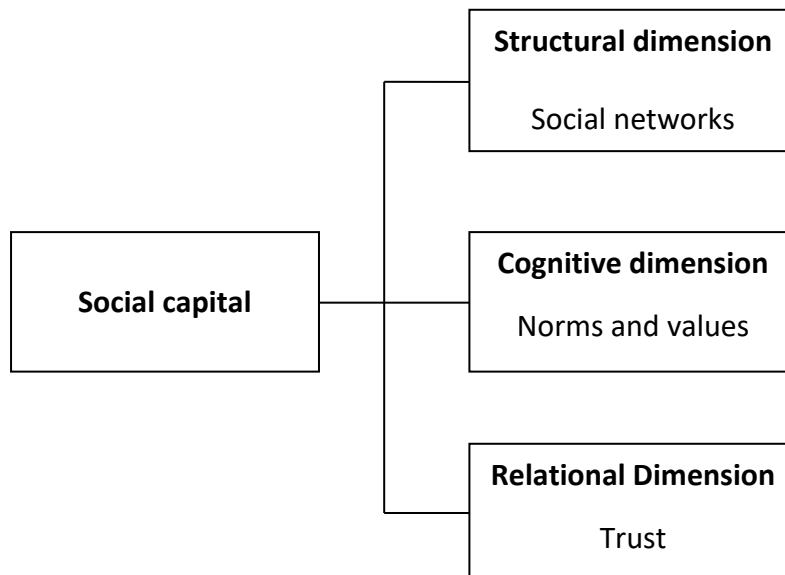 Structural dimension
Social networks
Social capital
Cognitive dimension
Norms and values
Relational Dimension
Trust